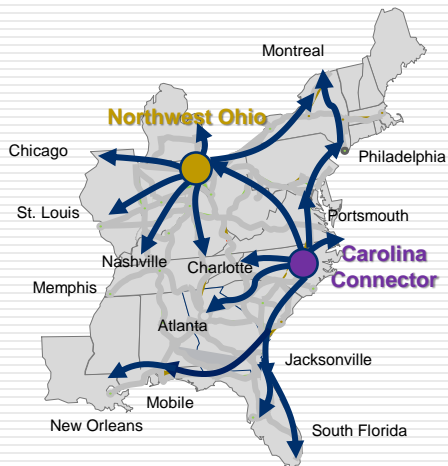 Montreal
Northwest Ohio
Chicago
Philadelphia
St. Louis
Portsmouth
Nashville
Charlotte
Carolina
Connector
Memphis
Atlanta
Jacksonville
Mobile
New Orleans
South Florida